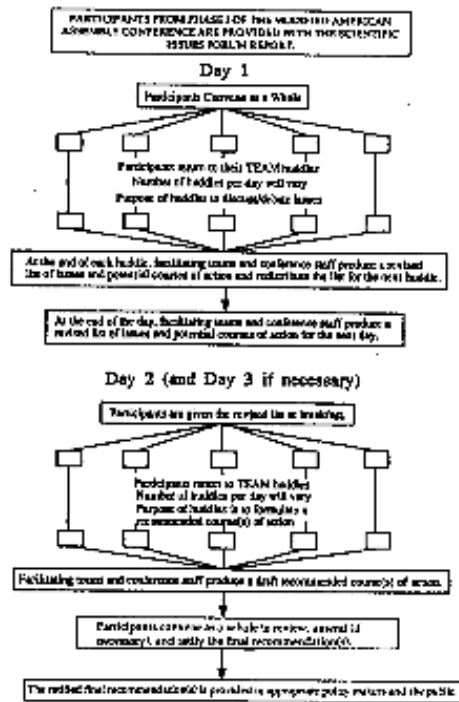 PARTICIPANTS FROM PHASE I OF THE MODIFIED AMERICAN
ASSEMBLY CONFERENCE ARE PROVIDED WITH THE SCIENTIFIC
ISSUES FORUM REPORT.
Day 1
Participants Convene as a Whole
Participants return to their TEAM huddles
Number of huddles per day will vary
Purpose of huddles to discuss/debate issues
At the end of each huddle, facilitating teams and conference staff produce a revised
list of issues and potential courses of action and redistribute the list for the next huddle.
At the end of the day, facilitating teams and conference staff produce a
revised list of issues and potential courses of action for the next day.
Day 2 (and Day 3 if necessary)
Participants are given the revised list at breakfast.
Participants return to TEAM huddles
Number of huddles per day will vary
Purpose of huddles is to formulate a
recommended course(s) of action
Facilitating teams and conference staff produce a draft recommended course(s) of action.
Participants convene as a whole to review, amend if
necessary, and ratify the final recommendation(s).
The ratified final recommendation(s) is provided to appropriate policy makers and the public